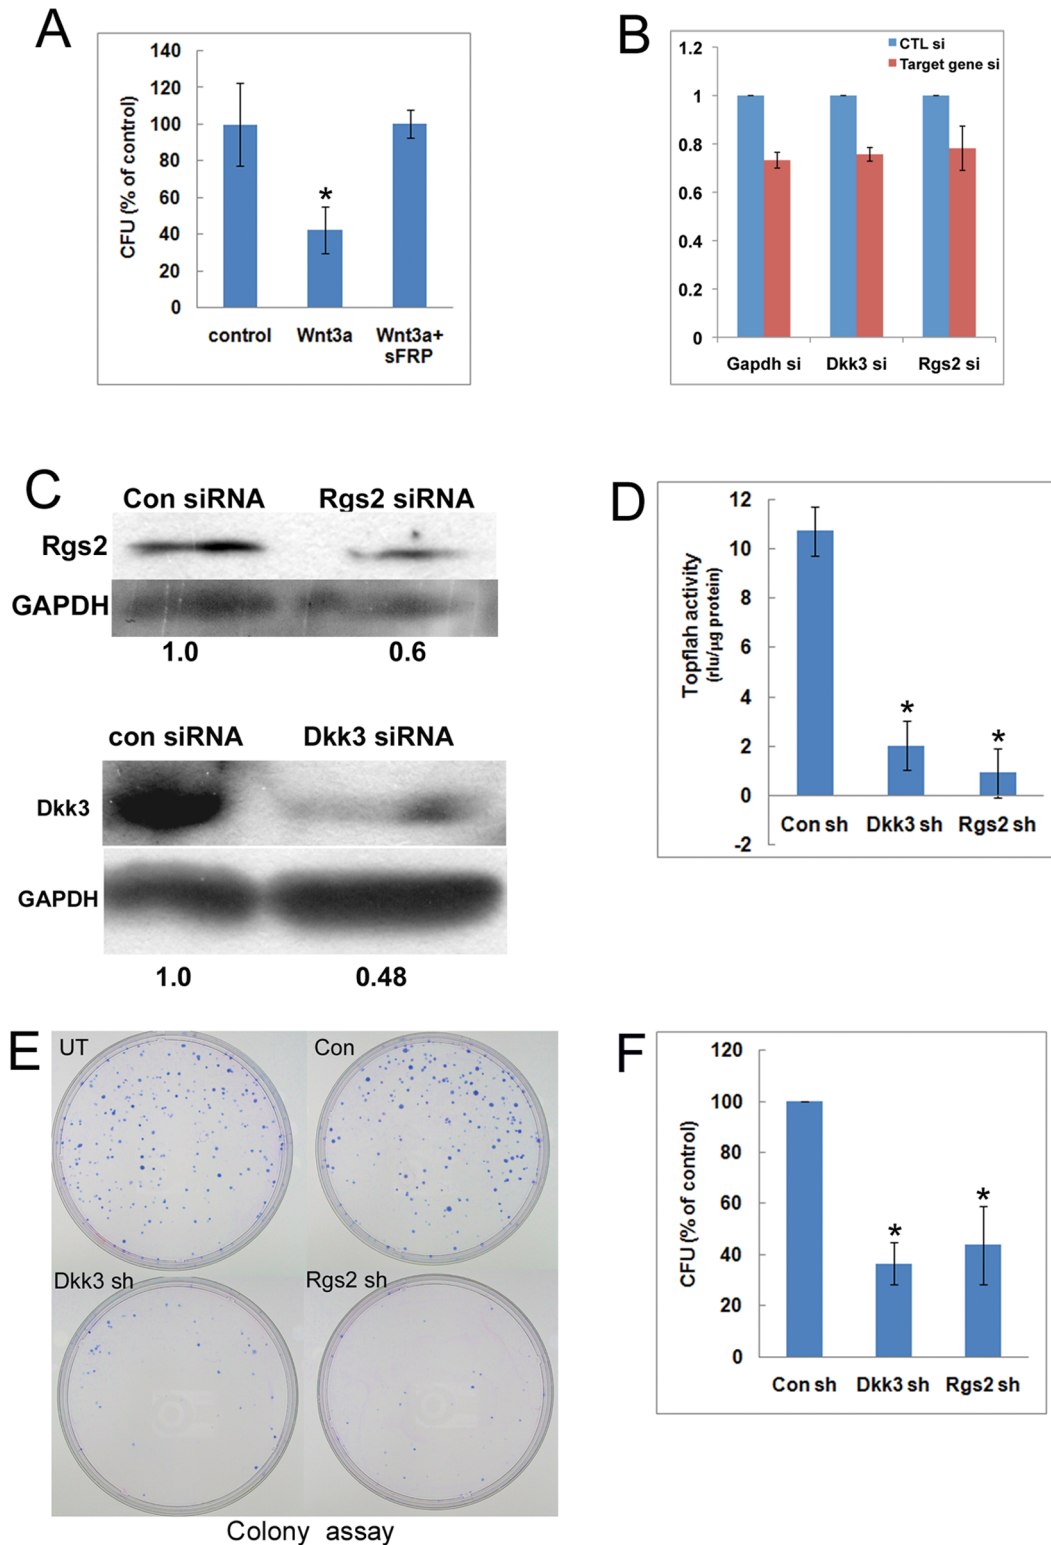 A
140
120
100
80
60
40
20
0
CFU (% of control)
*
control
Wnt3a
Wnt3a+
sFRP
B
CTL si
Target gene si
1.2
1
0.8
0.6
0.4
0.2
0
Gapdh si
Dkk3 si
Rgs2 si
C
Con siRNA Rgs2 siRNA
Rgs2
GAPDH
1.0 0.6
con siRNA Dkk3 siRNA
Dkk3
GAPDH
1.0 0.48
D
12
10
8
6
4
2
0
-2
Topflah activity
(rlu/µg protein)
*
*
Con sh
Dkk3 sh
Rgs2 sh
E
UT
Con
Dkk3 sh
Rgs2 sh
Colony assay
F
120
100
80
60
40
20
0
CFU (% of control)
*
*
Con sh
Dkk3 sh
Rgs2 sh